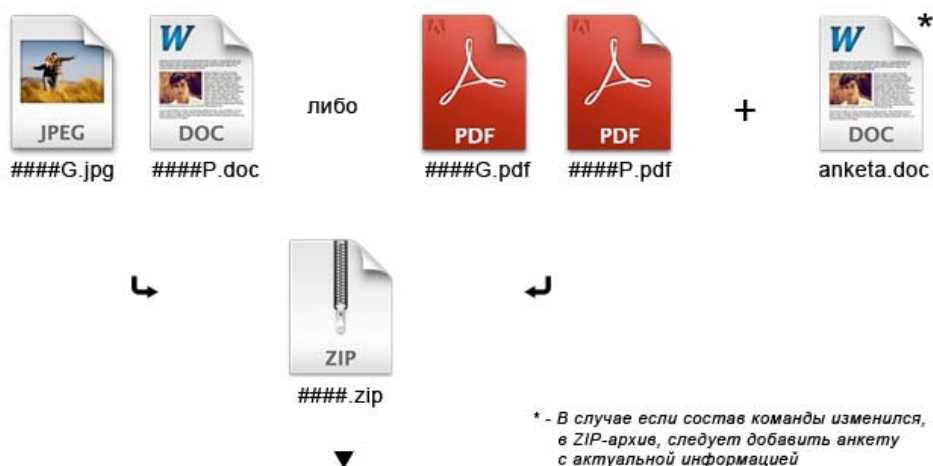 *
JPEG
DOC
либо
PDF
PDF
+
DOC
####G.jpg
####P.doc
####G.pdf
####P.pdf
anketa.doc
ZIP
####.zip
* - В случае если состав команды изменился,
в ZIP-архив, следует добавить анкету
с актуальной информацией